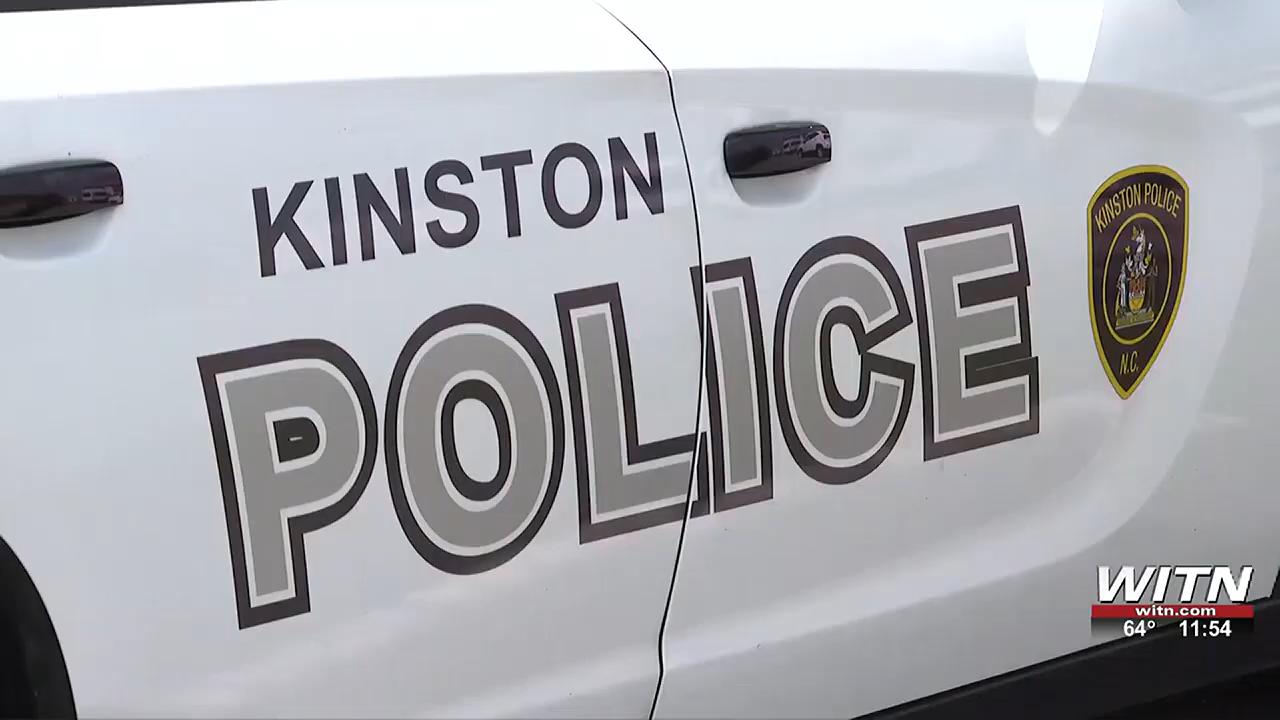 KINSTON
POLICE
KINSTON POLICE
N.C.
WITN
witn.com
64° 11:54